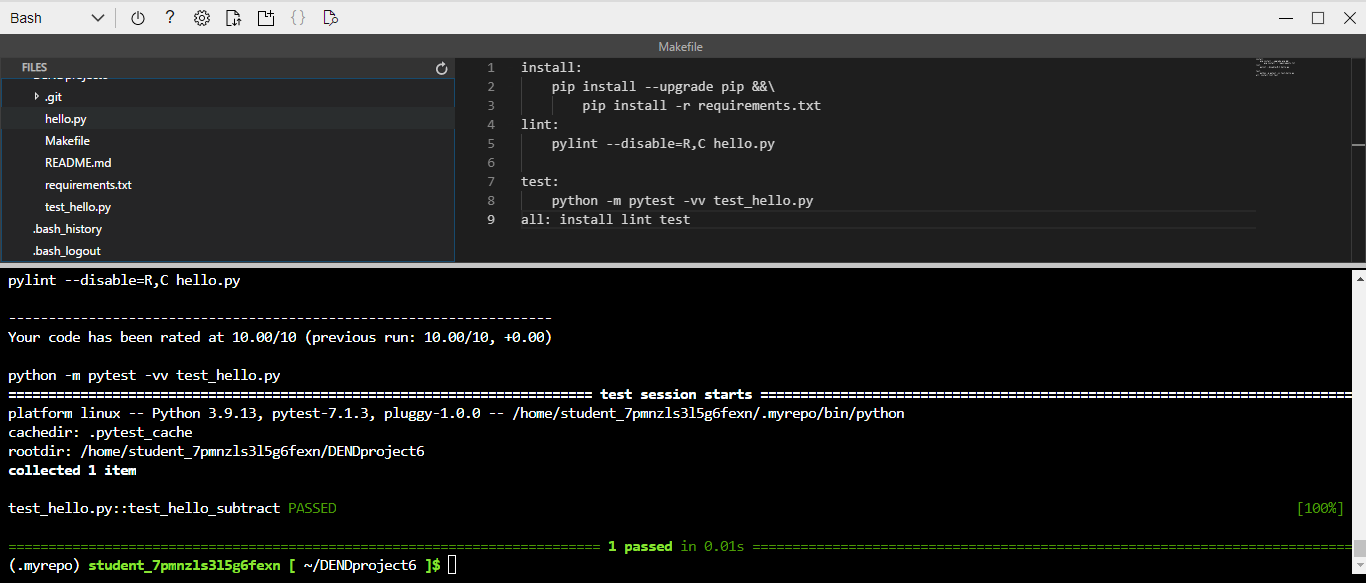 Bash
?
{}
Makefile
FILES
.git
hello.py
Makefile
README.md
requirements.txt
test_hello.py
.bash_history
.bash_logout
1 install:
2 pip install --upgrade pip &&\
3 pip install -r requirements.txt
4 lint:
5 pylint --disable=R,C hello.py
6
7 test:
8 python -m pytest -vv test_hello.py
9 all: install lint test
pylint --disable=R,C hello.py
--------------------------------------------------------------------
Your code has been rated at 10.00/10 (previous run: 10.00/10, +0.00)
python -m pytest -vv test_hello.py
========================================================================= test session starts ==========================================================================
platform linux -- Python 3.9.13, pytest-7.1.3, pluggy-1.0.0 -- /home/student_7pmnzls3l5g6fexn/.myrepo/bin/python
cachedir: .pytest_cache
rootdir: /home/student_7pmnzls3l5g6fexn/DENDproject6
collected 1 item
test_hello.py::test_hello_subtract PASSED [100%]
========================================================================== 1 passed in 0.01s ===========================================================================
(.myrepo) student_7pmnzls3l5g6fexn [ ~/DENDproject6 ]$